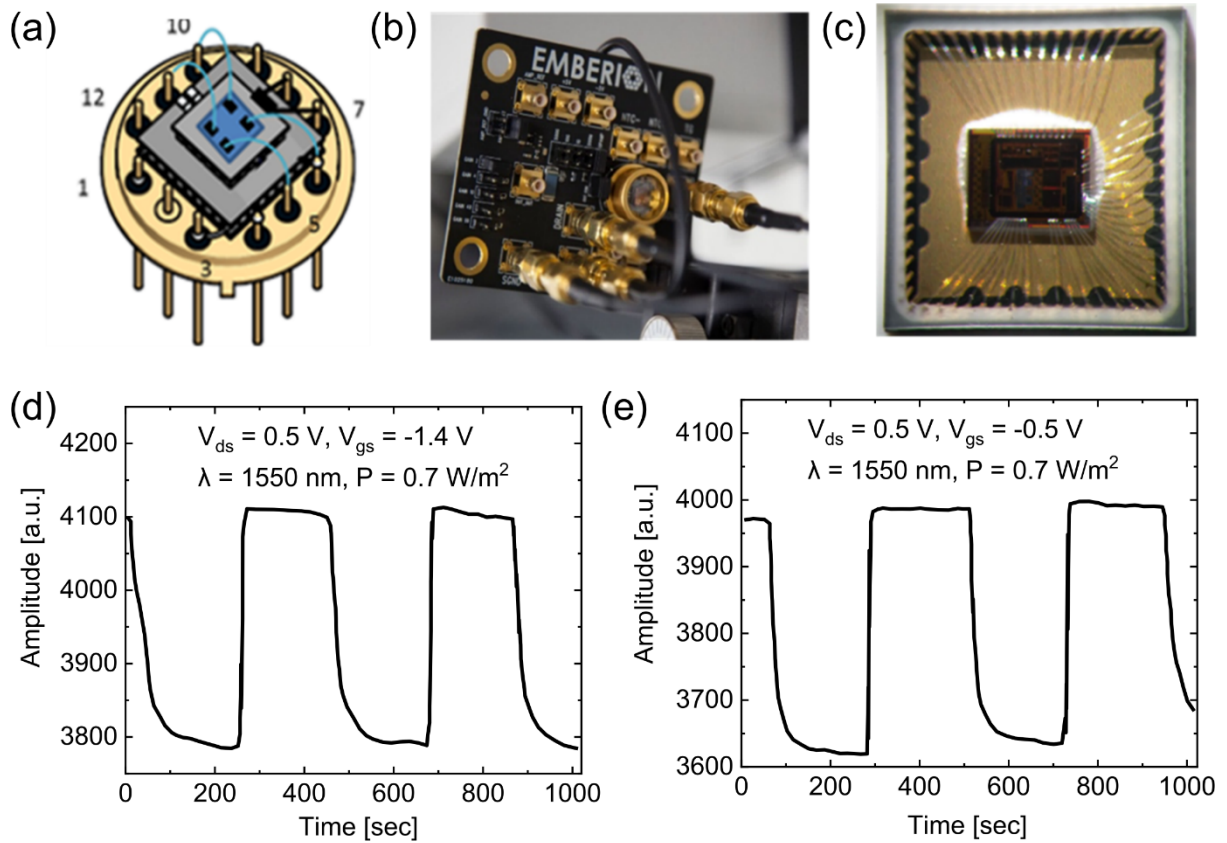 (a)
10
12
7
1
5
3
(b)
EMBERION
NTC-
DRAIN
SGND
(c)
(d)
V_ds = 0.5 V, V_gs = -1.4 V
λ = 1550 nm, P = 0.7 W/m²
4200
4100
4000
3900
3800
Amplitude [a.u.]
0 200 400 600 800 1000
Time [sec]
(e)
V_ds = 0.5 V, V_gs = -0.5 V
λ = 1550 nm, P = 0.7 W/m²
4100
4000
3900
3800
3700
3600
Amplitude [a.u.]
0 200 400 600 800 1000
Time [sec]